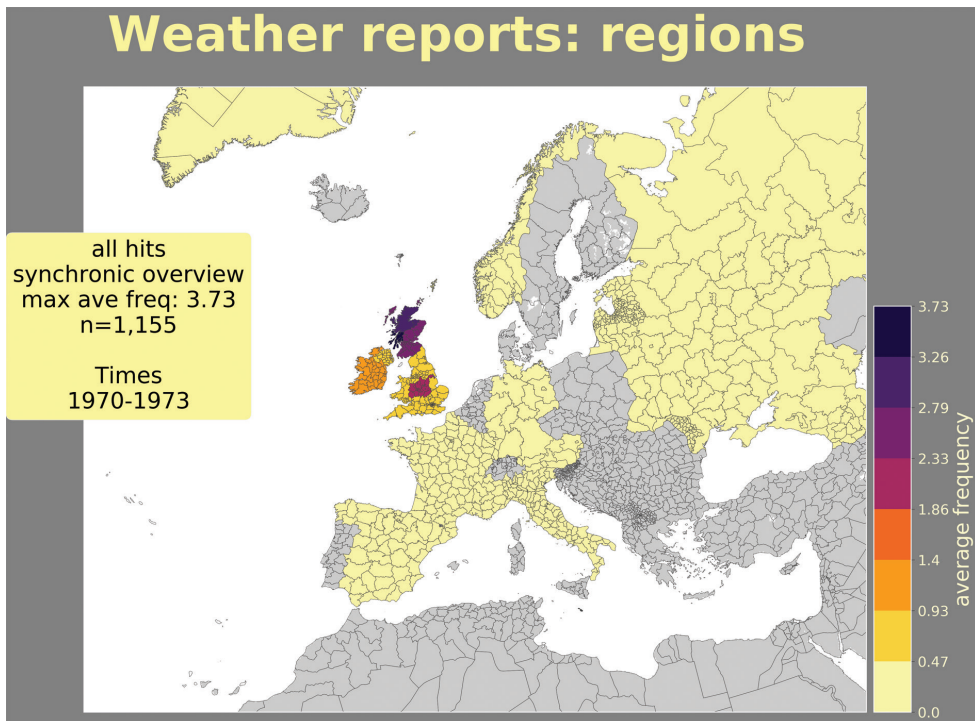 Weather reports: regions
all hits
synchronic overview
max ave freq: 3.73
n=1,155
Times
1970-1973
3.73
3.26
2.79
2.33
1.86
1.4
0.93
0.47
0.0
average frequency